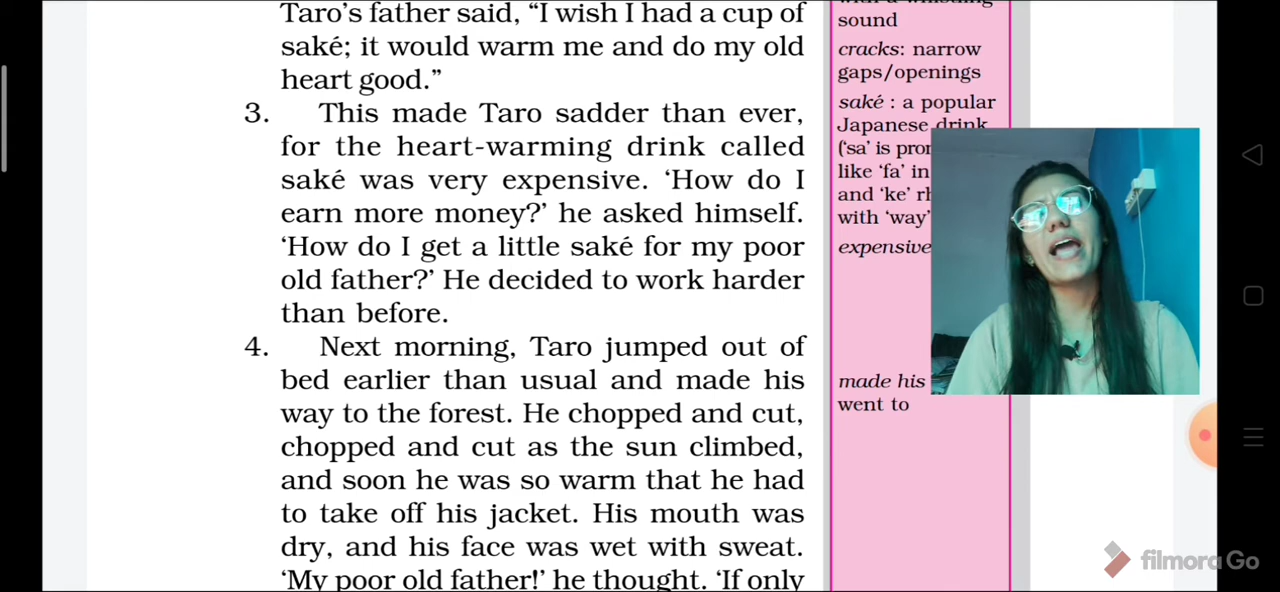 Taro’s father said, “I wish I had a cup of
saké; it would warm me and do my old
heart good.”
3. This made Taro sadder than ever,
for the heart-warming drink called
saké was very expensive. ‘How do I
earn more money?’ he asked himself.
‘How do I get a little saké for my poor
old father?’ He decided to work harder
than before.
4. Next morning, Taro jumped out of
bed earlier than usual and made his
way to the forest. He chopped and cut,
chopped and cut as the sun climbed,
and soon he was so warm that he had
to take off his jacket. His mouth was
dry, and his face was wet with sweat.
‘My poor old father!’ he thought. ‘If only
sound
cracks: narrow
gaps/openings
saké : a popular
Japanese drink
(‘sa’ is
like ‘fa’ in
and ‘ke’
with ‘way’
expensive
made his
went to
filmora Go